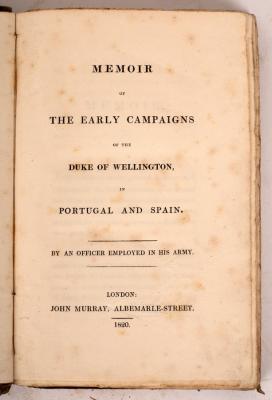 MEMOIR
OF
THE EARLY CAMPAIGNS
OF THE
DUKE OF WELLINGTON,
IN
PORTUGAL AND SPAIN.
BY AN OFFICER EMPLOYED IN HIS ARMY.
LONDON:
JOHN MURRAY, ALBEMARLE-STREET.
1820.